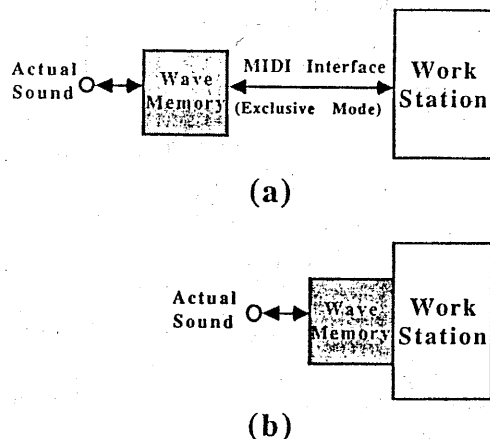 Actual
Sound
Wave
Memory
MIDI Interface
(Exclusive Mode)
Work
Station
(a)
Actual
Sound
Wave
Memory
Work
Station
(b)